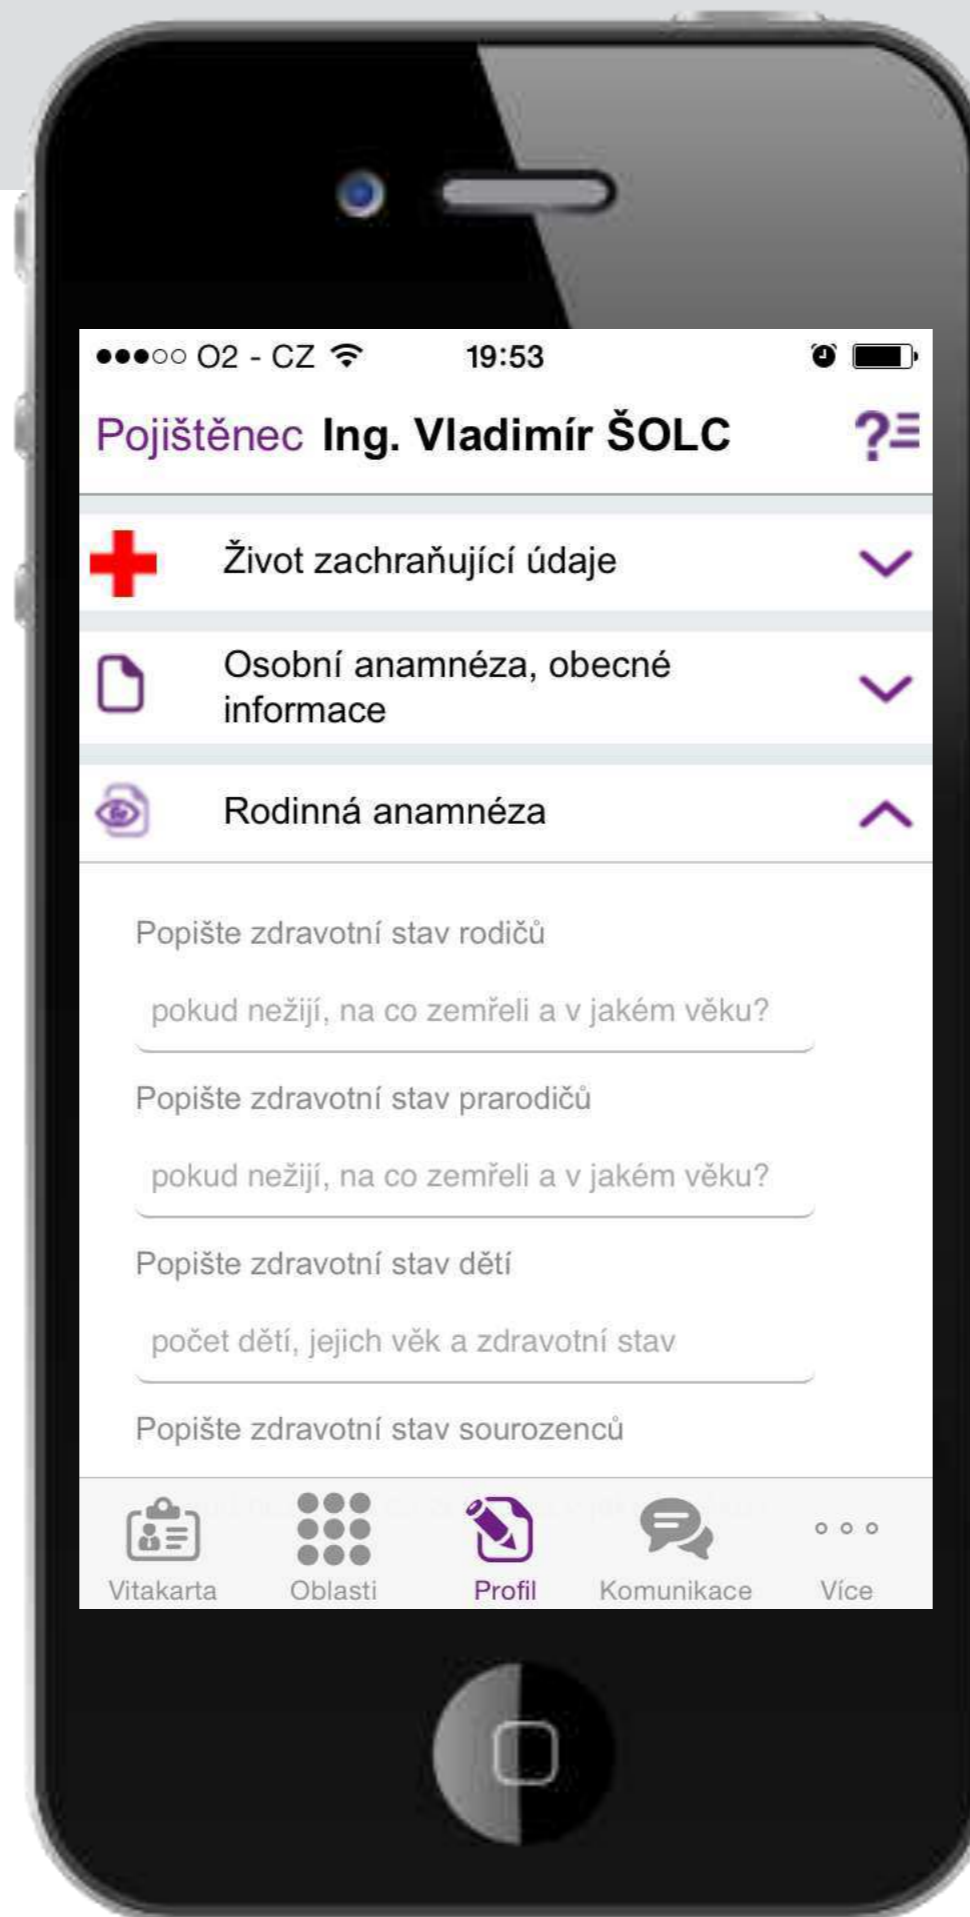 O2 - CZ 19:53
Pojištěnec Ing. Vladimír ŠOLC
Život zachraňující údaje
Osobní anamnéza, obecné
informace
Rodinná anamnéza
Popište zdravotní stav rodičů
pokud nežijí, na co zemřeli a v jakém věku?
Popište zdravotní stav prarodičů
pokud nežijí, na co zemřeli a v jakém věku?
Popište zdravotní stav dětí
počet dětí, jejich věk a zdravotní stav
Popište zdravotní stav sourozenců
Vitakarta Oblasti Profil Komunikace Více